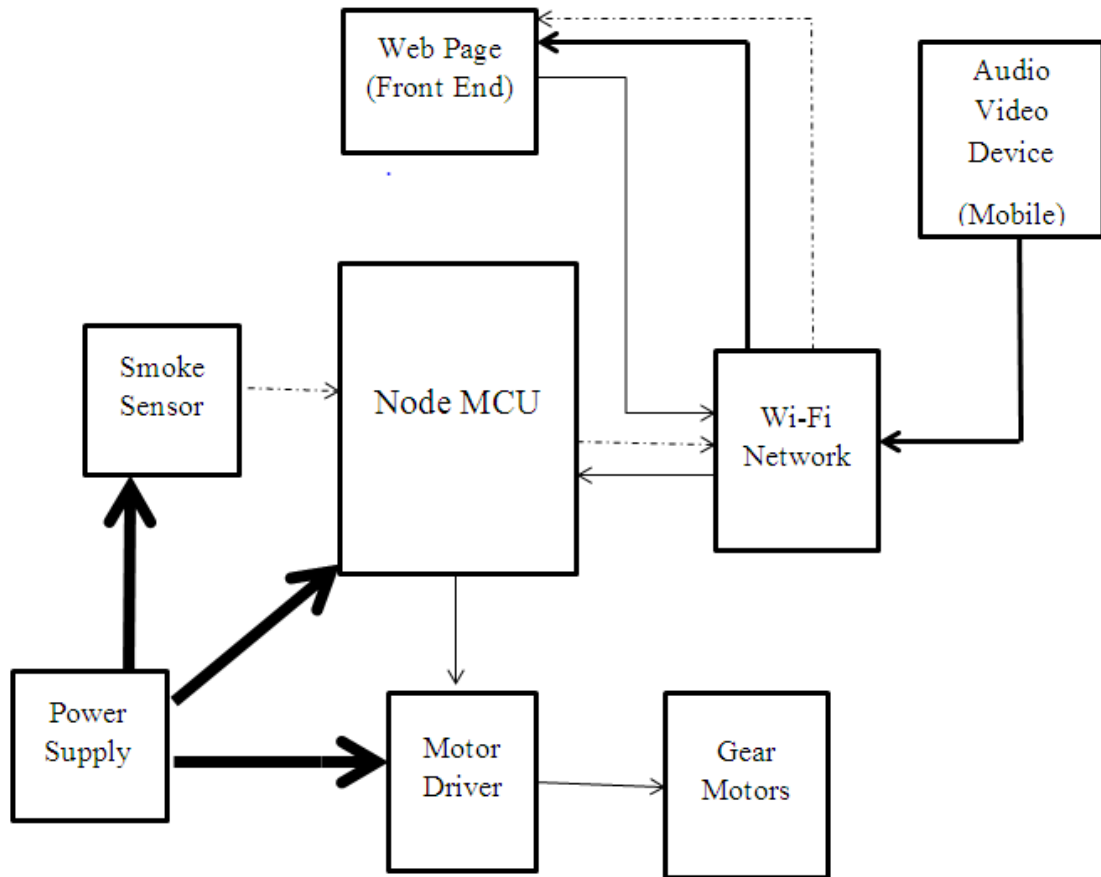 Web Page
(Front End)
Audio
Video
Device
(Mobile)
Smoke
Sensor
Node MCU
Wi-Fi
Network
Power
Supply
Motor
Driver
Gear
Motors